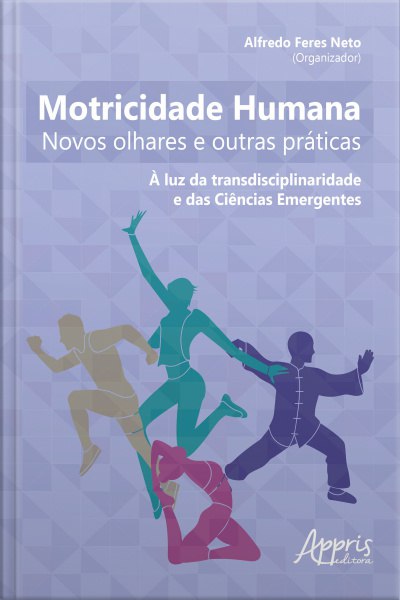 Alfredo Feres Neto
(Organizador)
Motricidade Humana
Novos olhares e outras práticas
À luz da transdisciplinaridade
e das Ciências Emergentes
Appris
editora